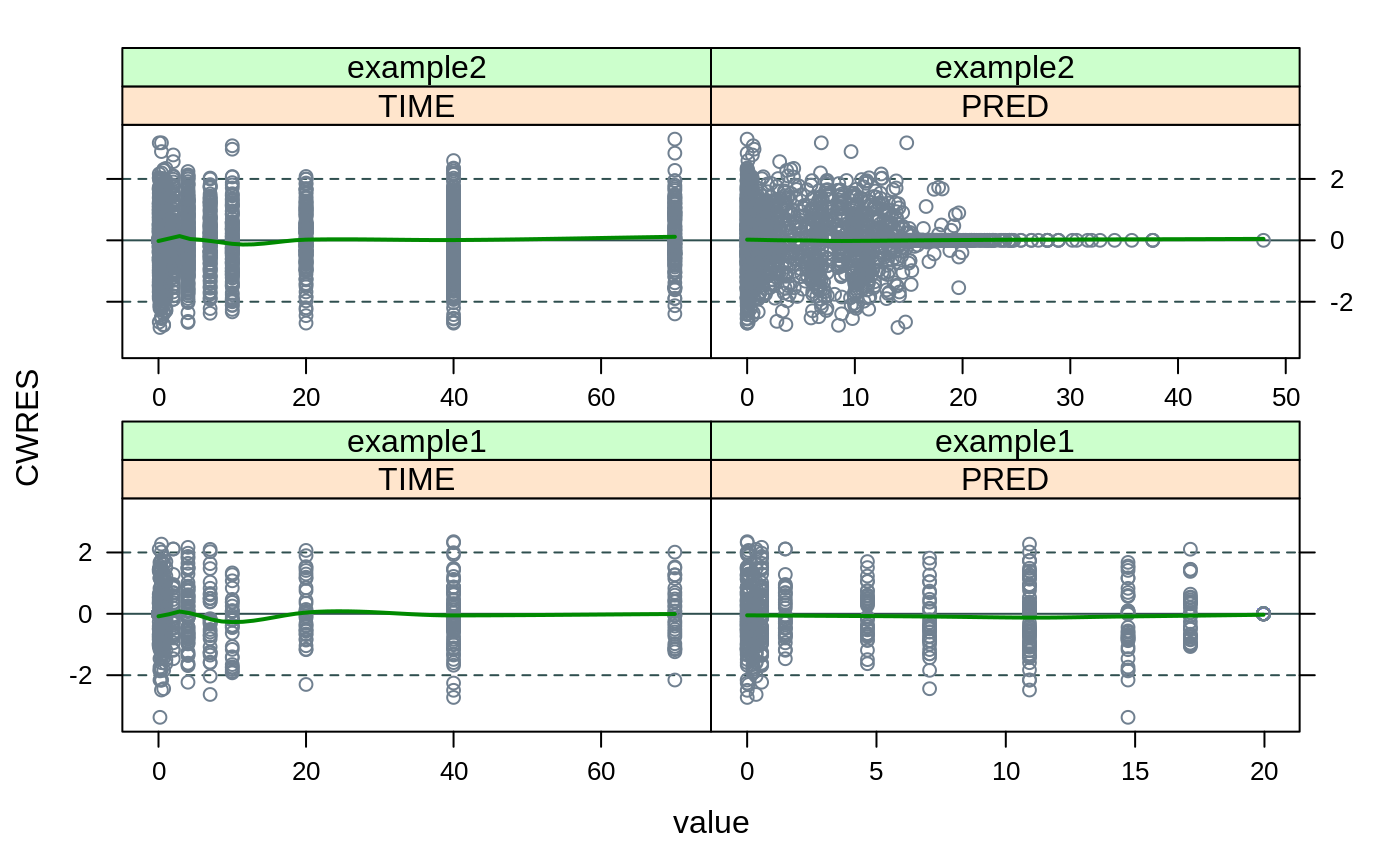 example2 example2
TIME PRED
2
0
-2
0 20 40 60 0 10 20 30 40 50
CWRES
example1 example1
TIME PRED
2
0
-2
0 20 40 60 0 5 10 15 20
value